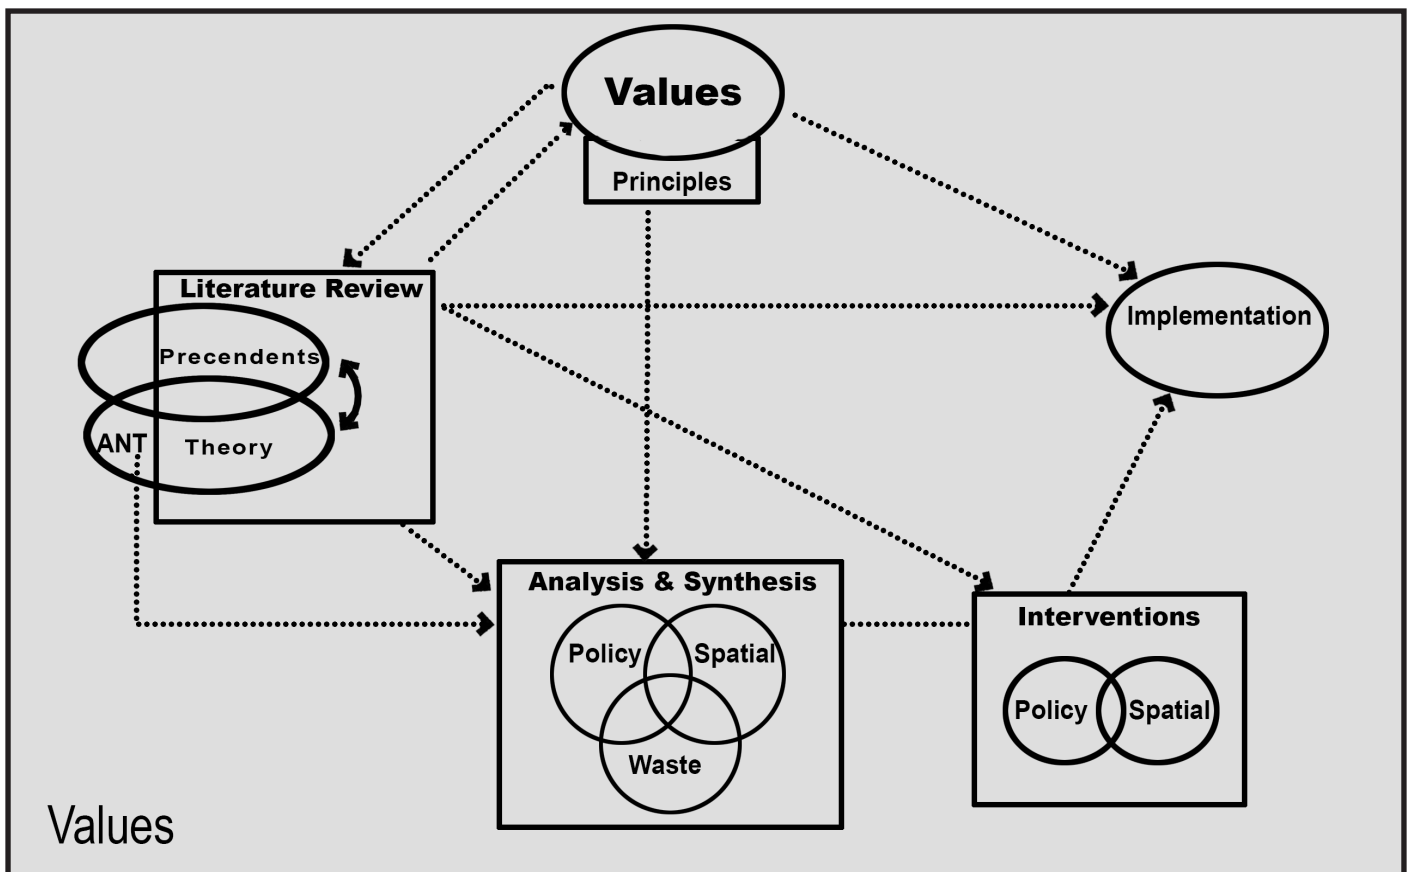 Values
Principles
Literature Review
Precendents
ANT
Theory
Implementation
Analysis & Synthesis
Policy
Spatial
Waste
Interventions
Policy
Spatial
Values